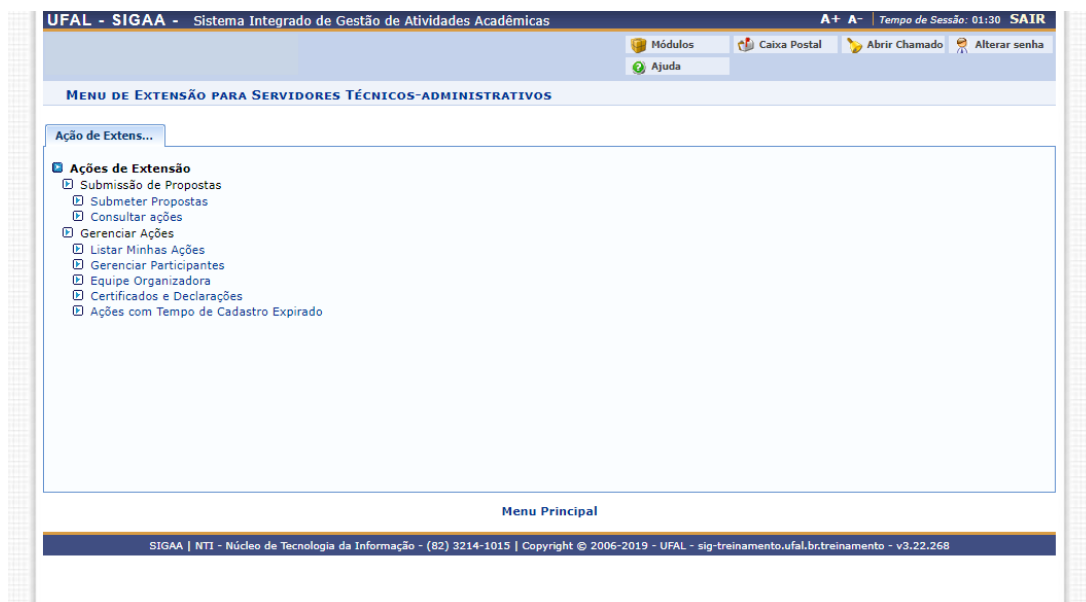 UFAL - SIGAA - Sistema Integrado de Gestão de Atividades Acadêmicas A+ A- | Tempo de Sessão: 01:30 SAIR
Módulos Caixa Postal Abrir Chamado Alterar senha
Ajuda
Menu de Extensão para Servidores Técnicos-administrativos
Ação de Extens...
Ações de Extensão
Submissão de Propostas
Submeter Propostas
Consultar ações
Gerenciar Ações
Listar Minhas Ações
Gerenciar Participantes
Equipe Organizadora
Certificados e Declarações
Ações com Tempo de Cadastro Expirado
Menu Principal
SIGAA | NTI - Núcleo de Tecnologia da Informação - (82) 3214-1015 | Copyright © 2006-2019 - UFAL - sig-treinamento.ufal.br.treinamento - v3.22.268